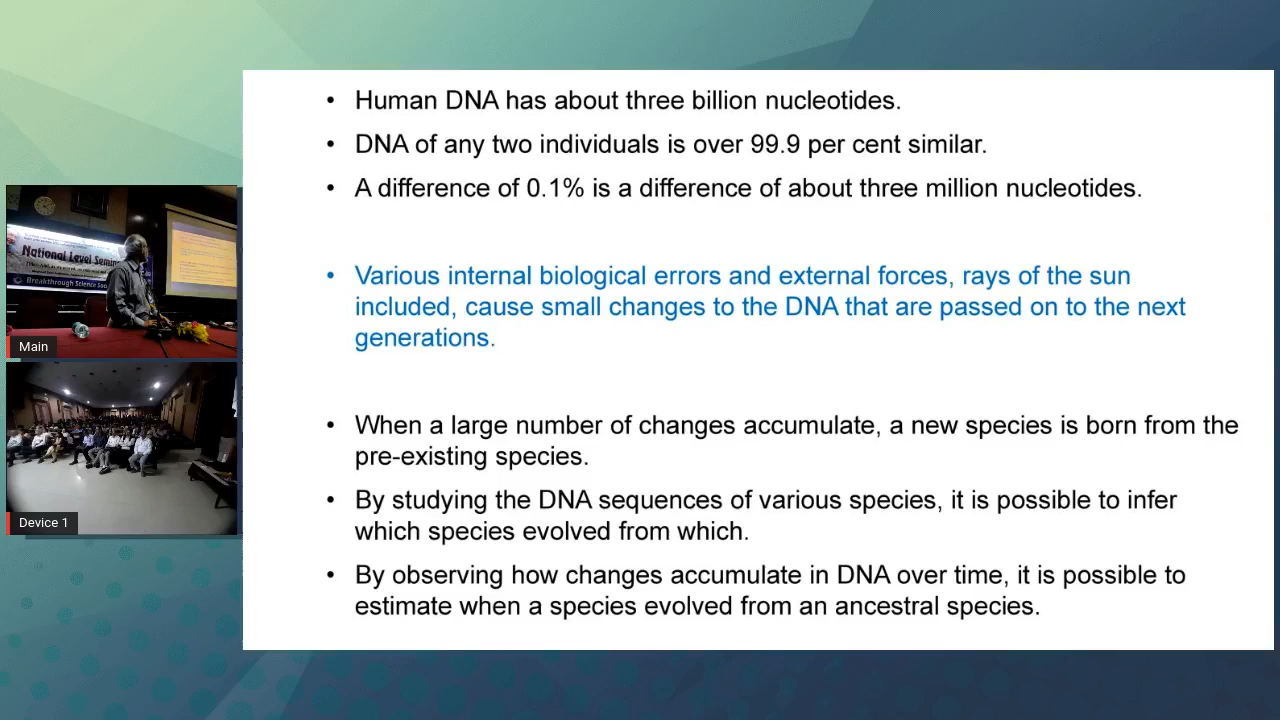 • Human DNA has about three billion nucleotides.
• DNA of any two individuals is over 99.9 per cent similar.
• A difference of 0.1% is a difference of about three million nucleotides.
• Various internal biological errors and external forces, rays of the sun
included, cause small changes to the DNA that are passed on to the next
generations.
• When a large number of changes accumulate, a new species is born from the
pre-existing species.
• By studying the DNA sequences of various species, it is possible to infer
which species evolved from which.
• By observing how changes accumulate in DNA over time, it is possible to
estimate when a species evolved from an ancestral species.
National Level
Breakthrough Science
Main
Device 1